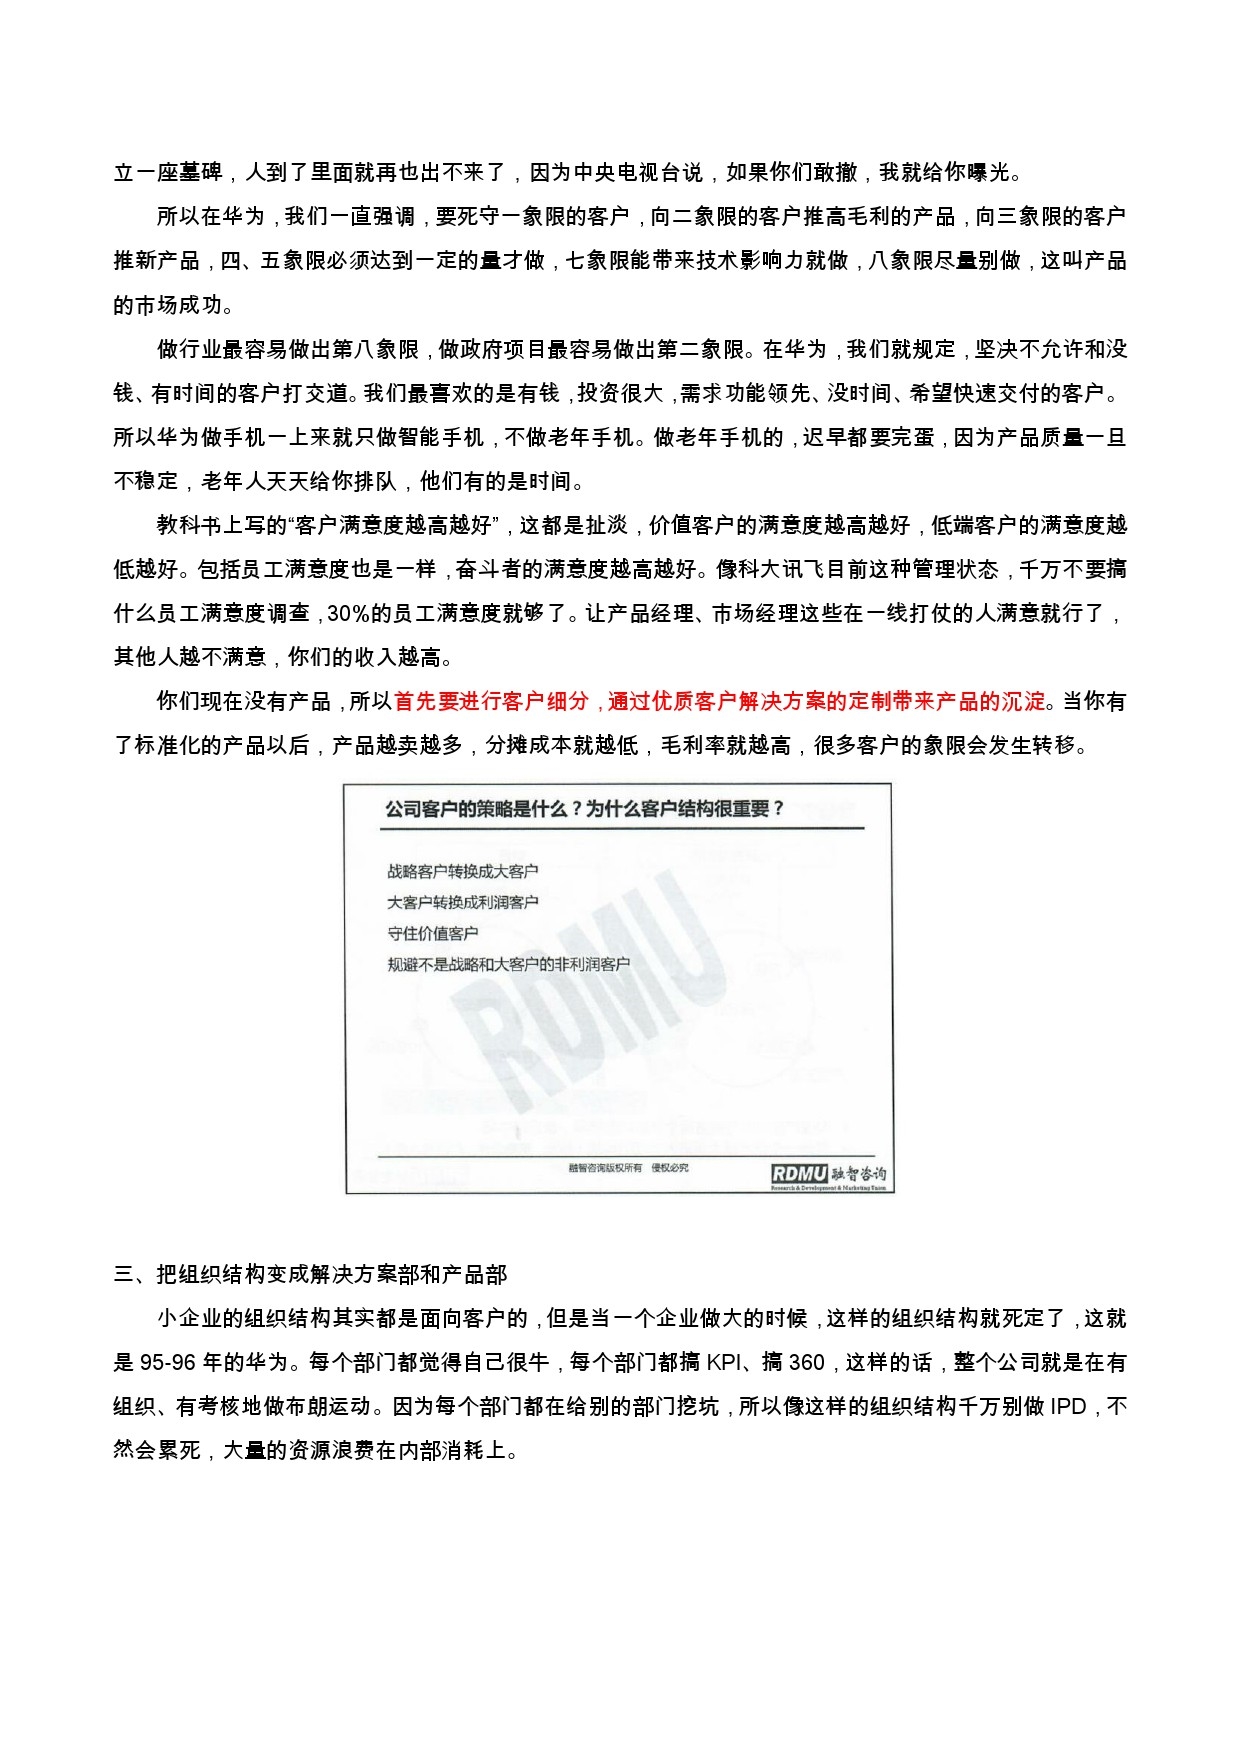 立一座墓碑，人到了里面就再也出不来了，因为中央电视台说，如果你们敢撤，我就给你曝光。
所以在华为，我们一直强调，要死守一象限的客户，向二象限的客户推高毛利的产品，向三象限的客户
推新产品，四、五象限必须达到一定的量才做，七象限能带来技术影响力就做，八象限尽量别做，这叫产品
的市场成功。
做行业最容易做出第八象限，做政府项目最容易做出第二象限。在华为，我们就规定，坚决不允许和没
钱、有时间的客户打交道。我们最喜欢的是有钱，投资很大，需求功能领先、没时间、希望快速交付的客户。
所以华为做手机一上来就只做智能手机，不做老年手机。做老年手机的，迟早都要完蛋，因为产品质量一旦
不稳定，老年人天天给你排队，他们有的是时间。
教科书上写的“客户满意度越高越好”，这都是扯淡，价值客户的满意度越高越好，低端客户的满意度越
低越好。包括员工满意度也是一样，奋斗者的满意度越高越好。像科大讯飞目前这种管理状态，千万不要搞
什么员工满意度调查，30%的员工满意度就够了。让产品经理、市场经理这些在一线打仗的人满意就行了，
其他人越不满意，你们的收入越高。
你们现在没有产品，所以首先要进行客户细分，通过优质客户解决方案的定制带来产品的沉淀。当你有
了标准化的产品以后，产品越卖越多，分摊成本就越低，毛利率就越高，很多客户的象限会发生转移。
公司客户的策略是什么？为什么客户结构很重要？
战略客户转换成大客户
大客户转换成利润客户
守住价值客户
规避不是战略和大客户的非利润客户
RDMU
融智咨询版权所有 侵权必究
RDMU 融智咨询
Research & Development & Marketing Union
三、把组织结构变成解决方案部和产品部
小企业的组织结构其实都是面向客户的，但是当一个企业做大的时候，这样的组织结构就死定了，这就
是 95-96 年的华为。每个部门都觉得自己很牛，每个部门都搞 KPI、搞 360，这样的话，整个公司就是在有
组织、有考核地做布朗运动。因为每个部门都在给别的部门挖坑，所以像这样的组织结构千万别做 IPD，不
然会累死，大量的资源浪费在内部消耗上。